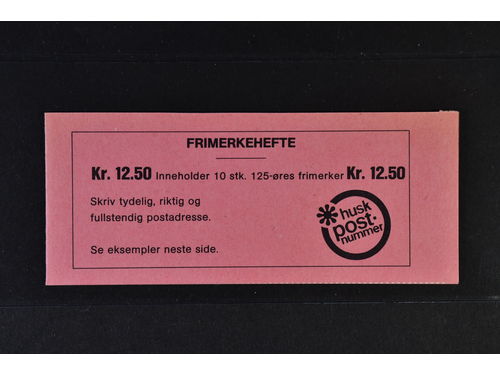 FRIMERKEHEFTE
Kr. 12.50 Inneholder 10 stk. 125-øres frimerker Kr. 12.50
Skriv tydelig, riktig og
fullstendig postadresse.
Se eksempler neste side.
husk
post-
nummer